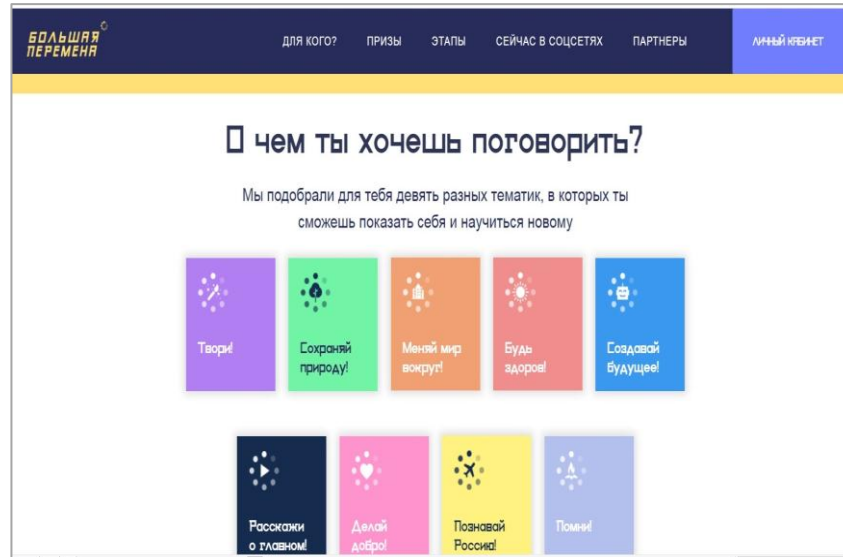 БОЛЬШАЯ
ПЕРЕМЕНА
ДЛЯ КОГО? ПРИЗЫ ЭТАПЫ СЕЙЧАС В СОЦСЕТЯХ ПАРТНЕРЫ ЛИЧНЫЙ КАБИНЕТ
О чем ты хочешь поговорить?
Мы подобрали для тебя девять разных тематик, в которых ты
сможешь показать себя и научиться новому
Твори!
Сохраняй
природу!
Меняй мир
вокруг!
Будь
здоров!
Создавай
будущее!
Расскажи
о главном!
Делай
добро!
Познавай
Россию!
Помни!